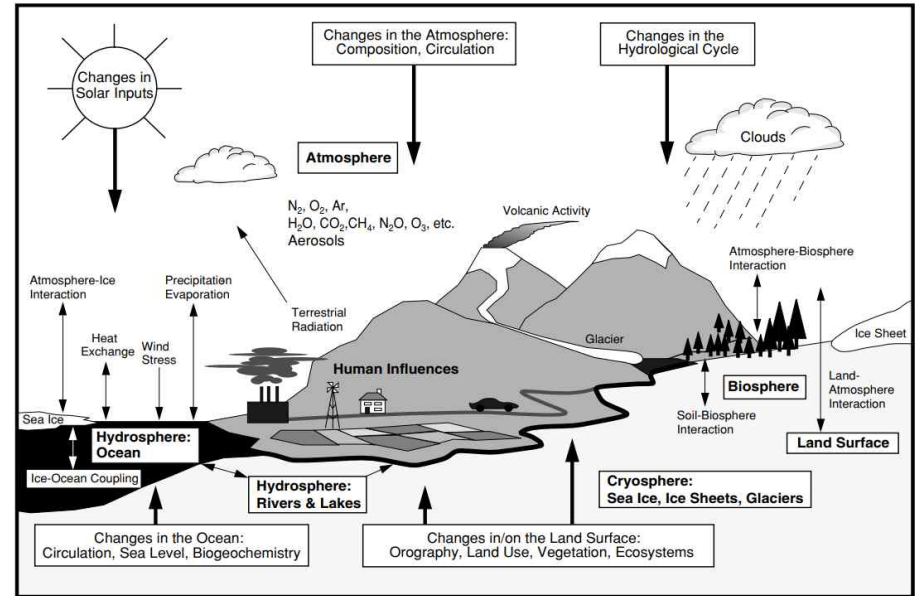 Changes in the Atmosphere:
Composition, Circulation
Changes in the
Hydrological Cycle
Changes in
Solar Inputs
Clouds
Atmosphere
N₂, O₂, Ar,
H₂O, CO₂,CH₄, N₂O, O₃, etc.
Aerosols
Volcanic Activity
Atmosphere-Biosphere
Interaction
Atmosphere-Ice
Interaction
Precipitation
Evaporation
Terrestrial
Radiation
Heat
Exchange
Wind
Stress
Glacier
Ice Sheet
Human Influences
Biosphere
Land-
Atmosphere
Interaction
Soil-Biosphere
Interaction
Sea Ice
Hydrosphere:
Ocean
Land Surface
Ice-Ocean Coupling
Hydrosphere:
Rivers & Lakes
Cryosphere:
Sea Ice, Ice Sheets, Glaciers
Changes in the Ocean:
Circulation, Sea Level, Biogeochemistry
Changes in/on the Land Surface:
Orography, Land Use, Vegetation, Ecosystems